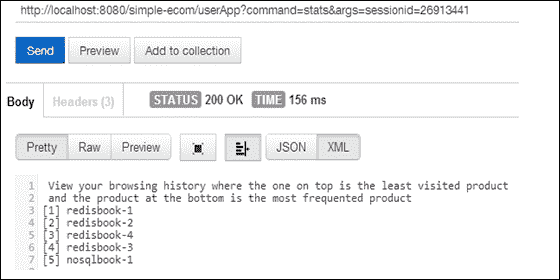 http://localhost:8080/simple-ecom/userApp?command=stats&args=sessionid=26913441
Send Preview Add to collection
Body Headers (3) STATUS 200 OK TIME 156 ms
Pretty Raw Preview JSON XML
1 View your browsing history where the one on top is the least visited product
2 and the product at the bottom is the most frequented product
3 [1] redisbook-1
4 [2] redisbook-2
5 [3] redisbook-4
6 [4] redisbook-3
7 [5] nosqlbook-1